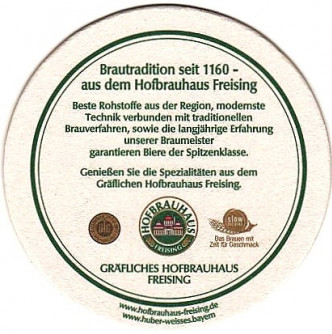 Brautradition seit 1160 -
aus dem Hofbrauhaus Freising
Beste Rohstoffe aus der Region, modernste
Technik verbunden mit traditionellen
Brauverfahren, sowie die langjährige Erfahrung
unserer Braumeister
garantieren Biere der Spitzenklasse.
Genießen Sie die Spezialitäten aus dem
Gräflichen Hofbrauhaus Freising.
HOFBRAUHAUS
FREISING
slow
Das Brauen mit
Zeit für Geschmack
GRÄFLICHES HOFBRAUHAUS
FREISING
www.hofbrauhaus-freising.de
www.huber-weisses.bayern